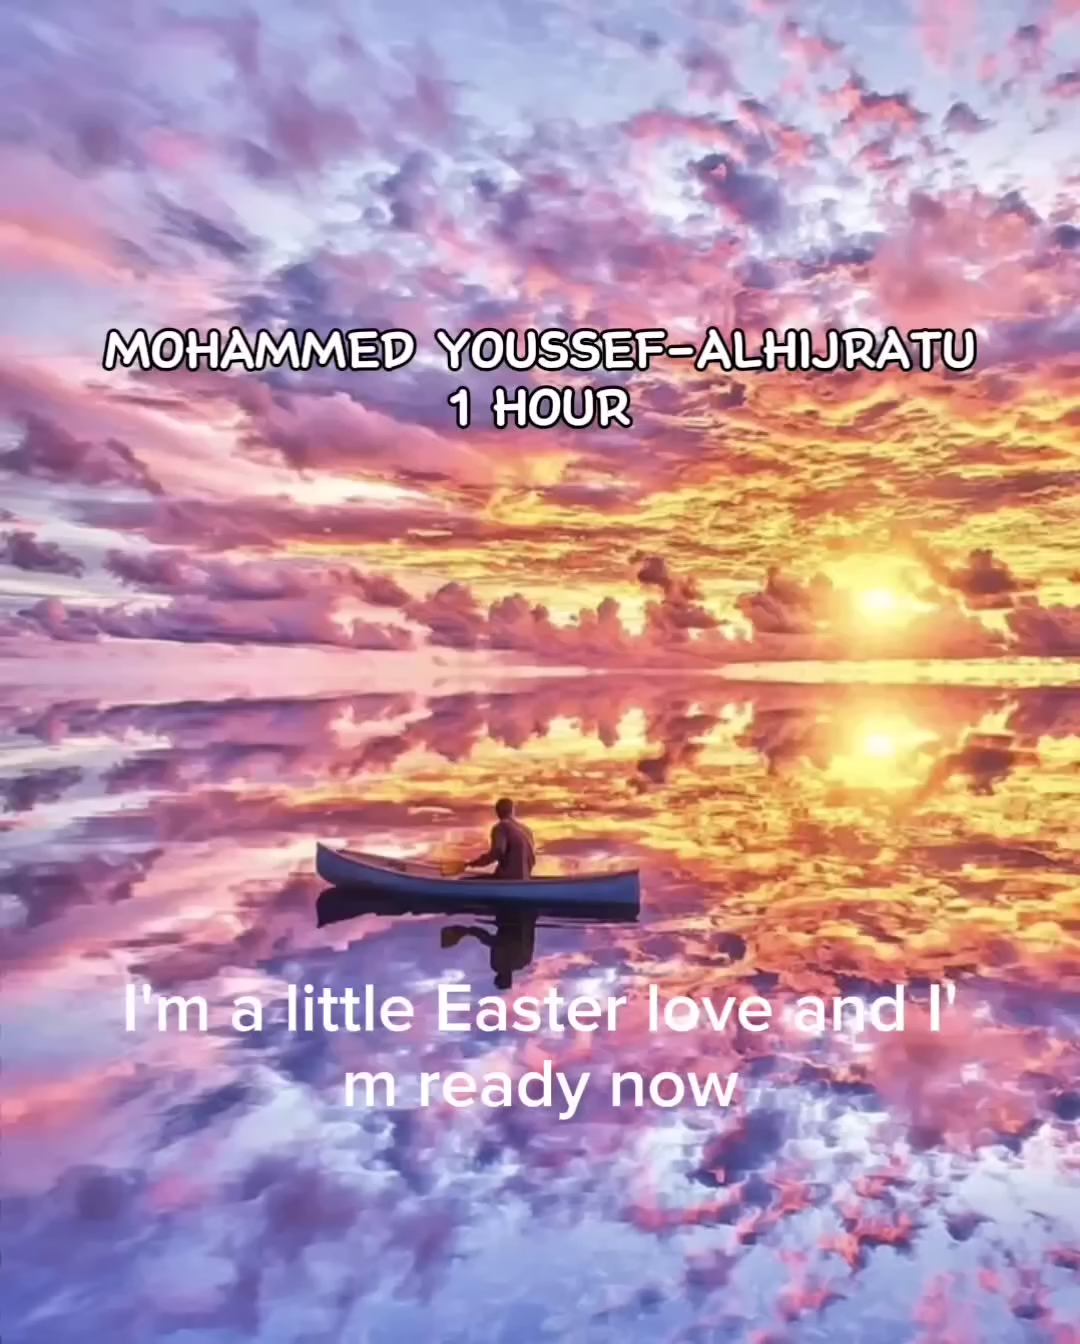 MOHAMMED YOUSSEF-ALHIJRATU
1 HOUR
I'm a little Easter love and I'
m ready now